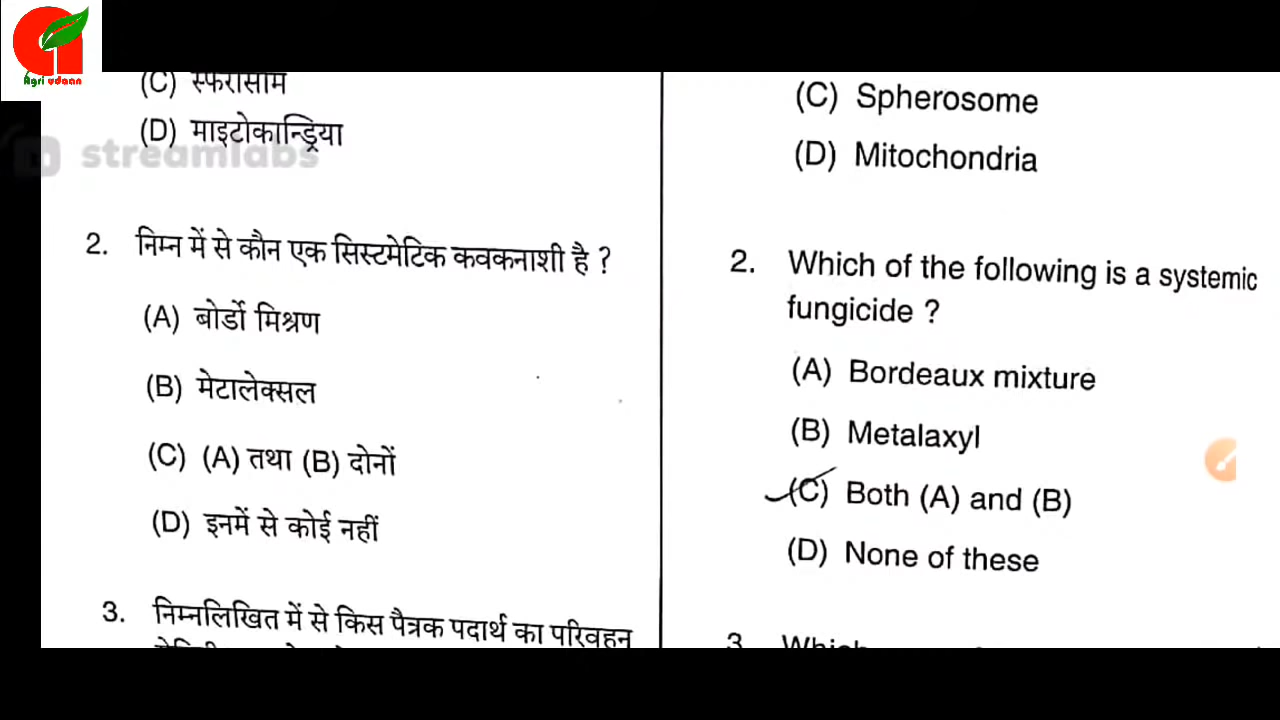 Agri udaan
streamlabs
(C) स्फेरोसोम
(D) माइटोकान्ड्रिया
2. निम्न में से कौन एक सिस्टमेटिक कवकनाशी है ?
(A) बोर्डो मिश्रण
(B) मेटालेक्सल
(C) (A) तथा (B) दोनों
(D) इनमें से कोई नहीं
3. निम्नलिखित में से किस पैत्रक पदार्थ का परिवहन
(C) Spherosome
(D) Mitochondria
2. Which of the following is a systemic
fungicide ?
(A) Bordeaux mixture
(B) Metalaxyl
(C) Both (A) and (B)
(D) None of these
3. Which